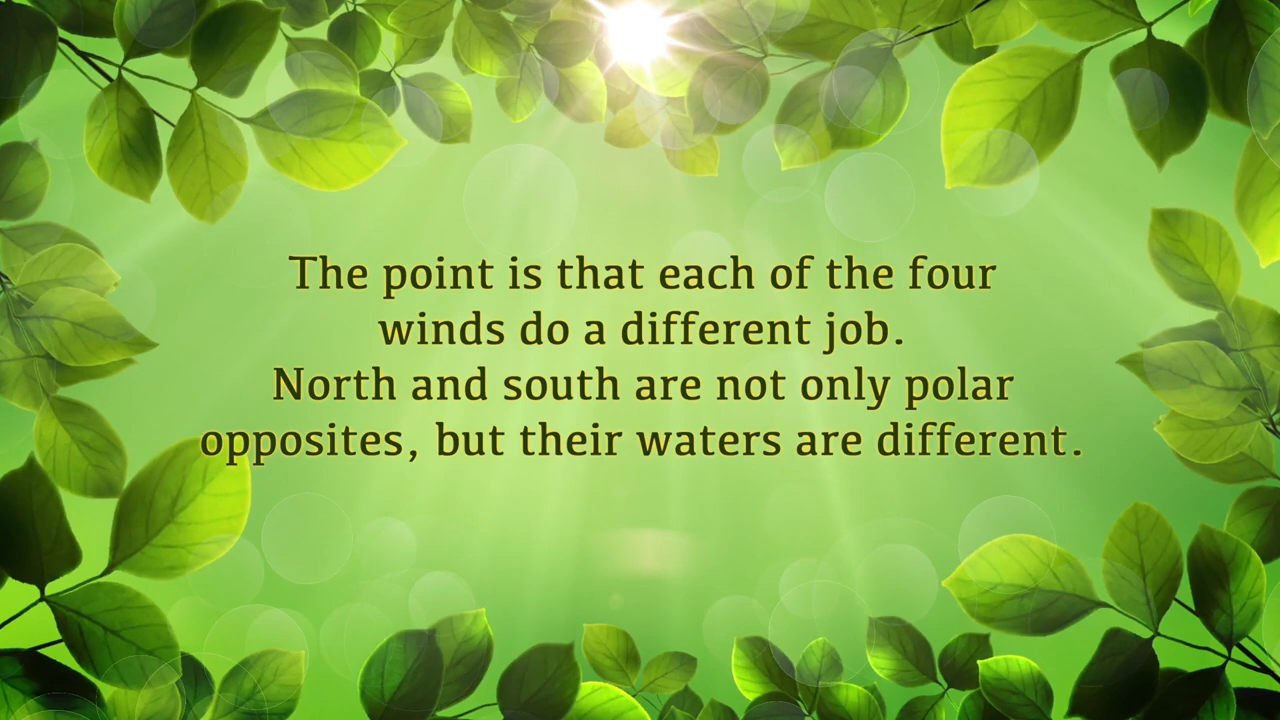 The point is that each of the four
winds do a different job.
North and south are not only polar
opposites, but their waters are different.